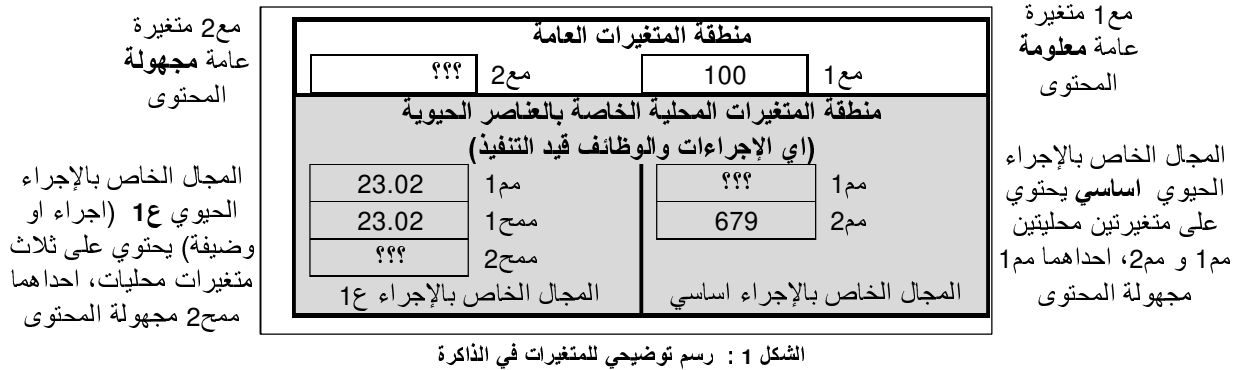 مع1 متغيرة
عامة معلومة
المحتوى
المجال الخاص بالإجراء
الحيوي اساسي يحتوي
على متغيرتين محليتين
مم1 و مم2، احداهما مم1
مجهولة المحتوى
منطقة المتغيرات العامة
مع1 100 مع2 ؟؟؟
منطقة المتغيرات المحلية الخاصة بالعناصر الحيوية
(اي الإجراءات والوظائف قيد التنفيذ)
مم1 ؟؟؟
مم2 679
المجال الخاص بالإجراء اساسي
مم1 23.02
ممح1 23.02
ممح2 ؟؟؟
المجال الخاص بالإجراء ع1
مع2 متغيرة
عامة مجهولة
المحتوى
المجال الخاص بالإجراء
الحيوي ع1 (اجراء او
وضيفة) يحتوي على ثلاث
متغيرات محليات، احداهما
ممح2 مجهولة المحتوى
الشكل 1 : رسم توضيحي للمتغيرات في الذاكرة